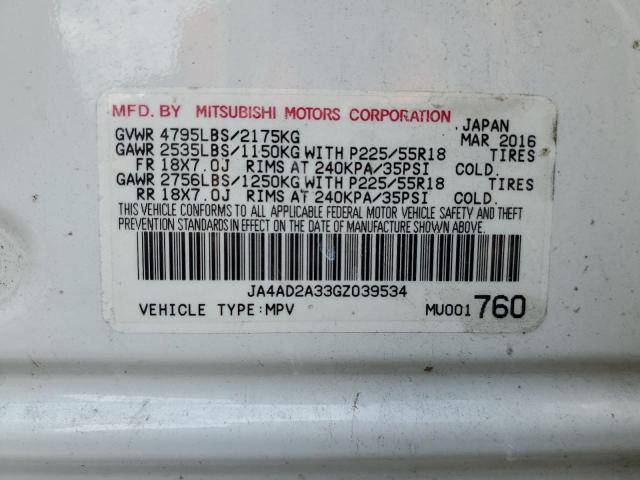 MFD. BY MITSUBISHI MOTORS CORPORATION
JAPAN
GVWR 4795LBS/2175KG MAR 2016
GAWR 2535LBS/1150KG WITH P225/55R18 TIRES
FR 18X7.0J RIMS AT 240KPA/35PSI COLD.
GAWR 2756LBS/1250KG WITH P225/55R18 TIRES
RR 18X7.0J RIMS AT 240KPA/35PSI COLD.
THIS VEHICLE CONFORMS TO ALL APPLICABLE FEDERAL MOTOR VEHICLE SAFETY AND THEFT
PREVENTION STANDARDS IN EFFECT ON THE DATE OF MANUFACTURE SHOWN ABOVE.
JA4AD2A33GZ039534
VEHICLE TYPE:MPV MU001 760